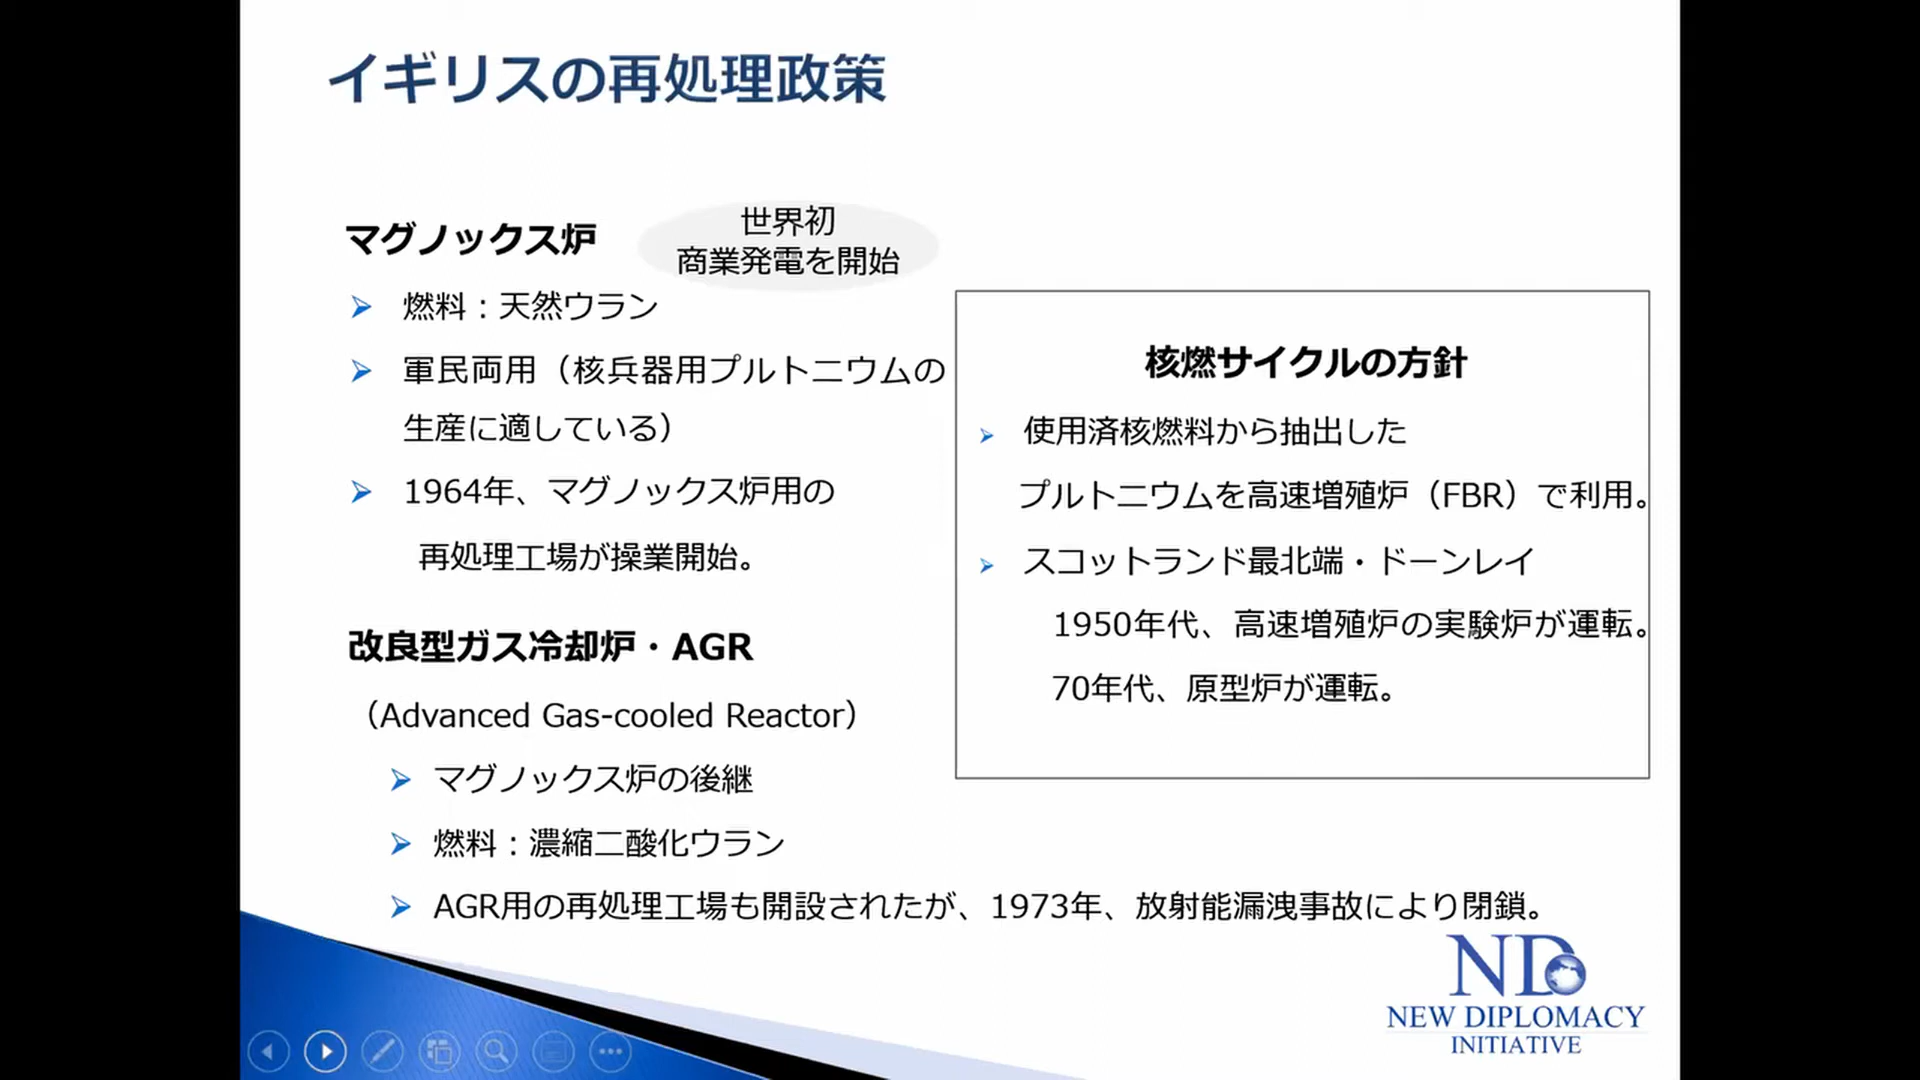 イギリスの再処理政策
マグノックス炉
世界初
商業発電を開始
燃料：天然ウラン
軍民両用（核兵器用プルトニウムの
生産に適している）
1964年、マグノックス炉用の
再処理工場が操業開始。
改良型ガス冷却炉・AGR
（Advanced Gas-cooled Reactor）
マグノックス炉の後継
燃料：濃縮二酸化ウラン
AGR用の再処理工場も開設されたが、1973年、放射能漏洩事故により閉鎖。
核燃サイクルの方針
使用済核燃料から抽出した
プルトニウムを高速増殖炉（FBR）で利用。
スコットランド最北端・ドーンレイ
1950年代、高速増殖炉の実験炉が運転。
70年代、原型炉が運転。
ND
NEW DIPLOMACY
INITIATIVE